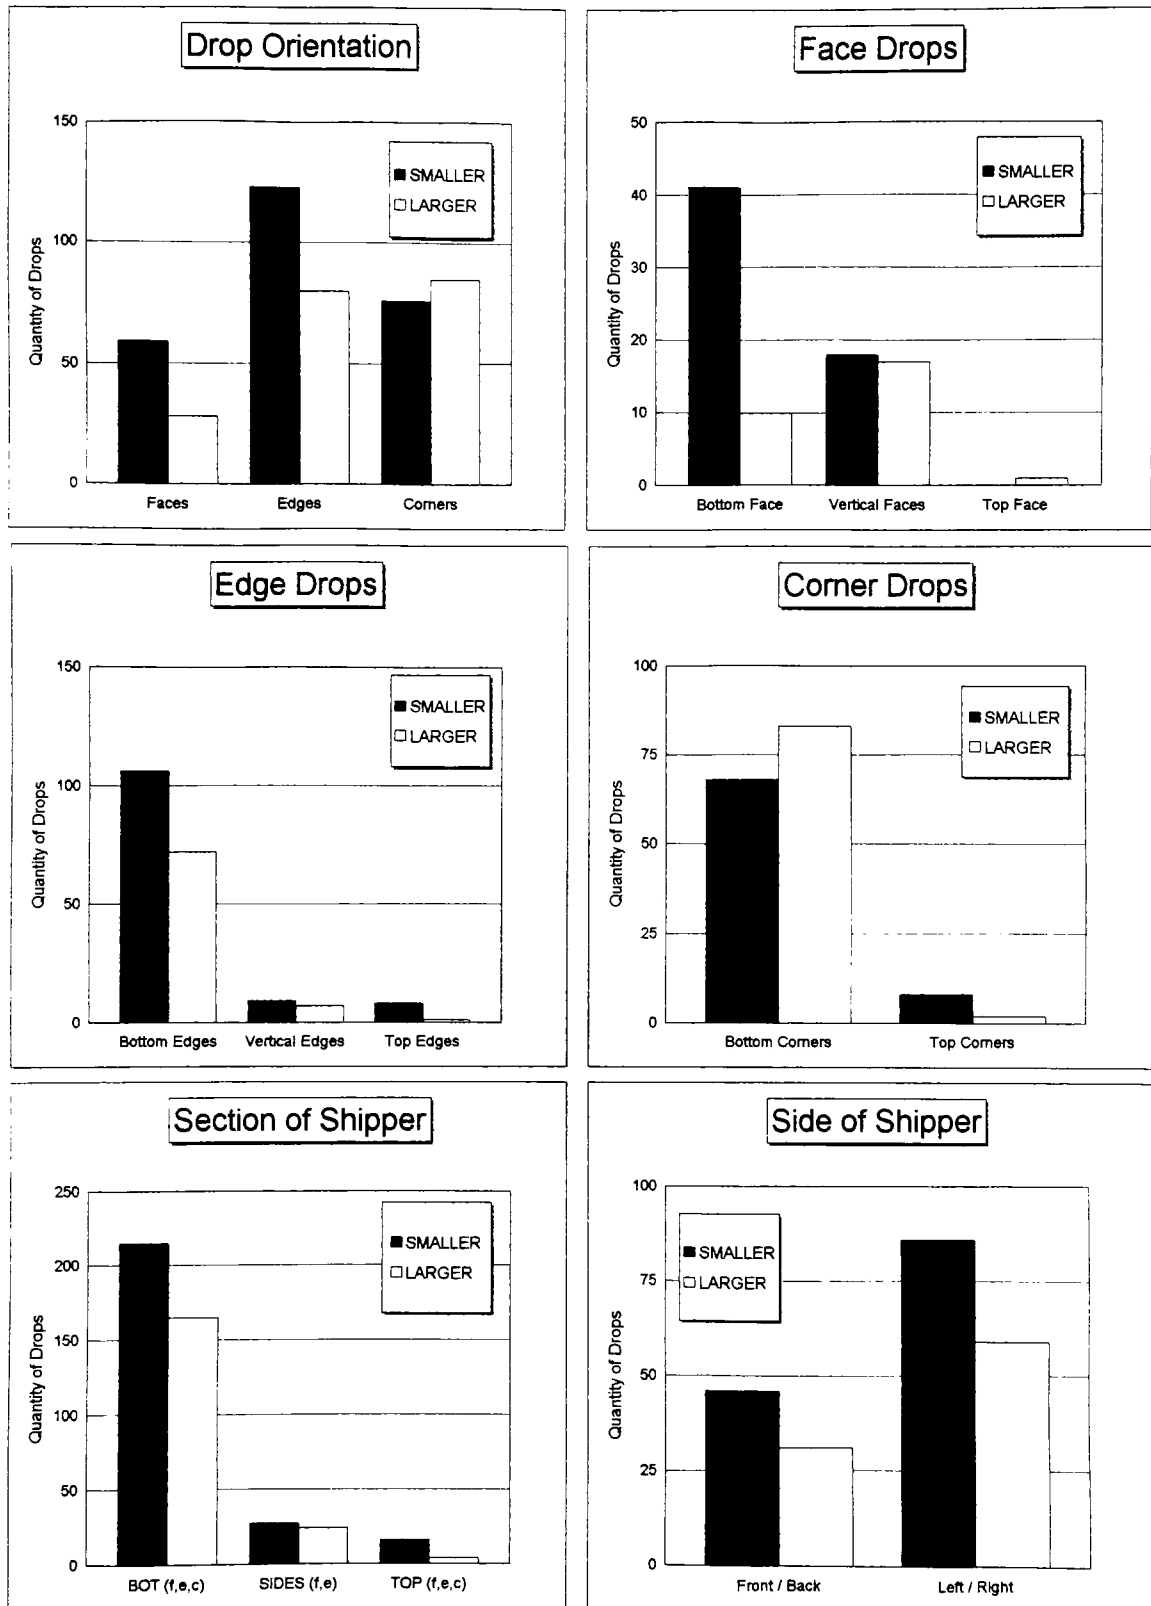 Drop Orientation
150
100
50
0
Quantity of Drops
SMALLER
LARGER
Faces
Edges
Corners
Face Drops
50
40
30
20
10
0
Quantity of Drops
SMALLER
LARGER
Bottom Face
Vertical Faces
Top Face
Edge Drops
150
100
50
0
Quantity of Drops
SMALLER
LARGER
Bottom Edges
Vertical Edges
Top Edges
Corner Drops
100
75
50
25
0
Quantity of Drops
SMALLER
LARGER
Bottom Corners
Top Corners
Section of Shipper
250
200
150
100
50
0
Quantity of Drops
SMALLER
LARGER
BOT (f,e,c)
SIDES (f,e)
TOP (f,e,c)
Side of Shipper
100
75
50
25
0
Quantity of Drops
SMALLER
LARGER
Front / Back
Left / Right